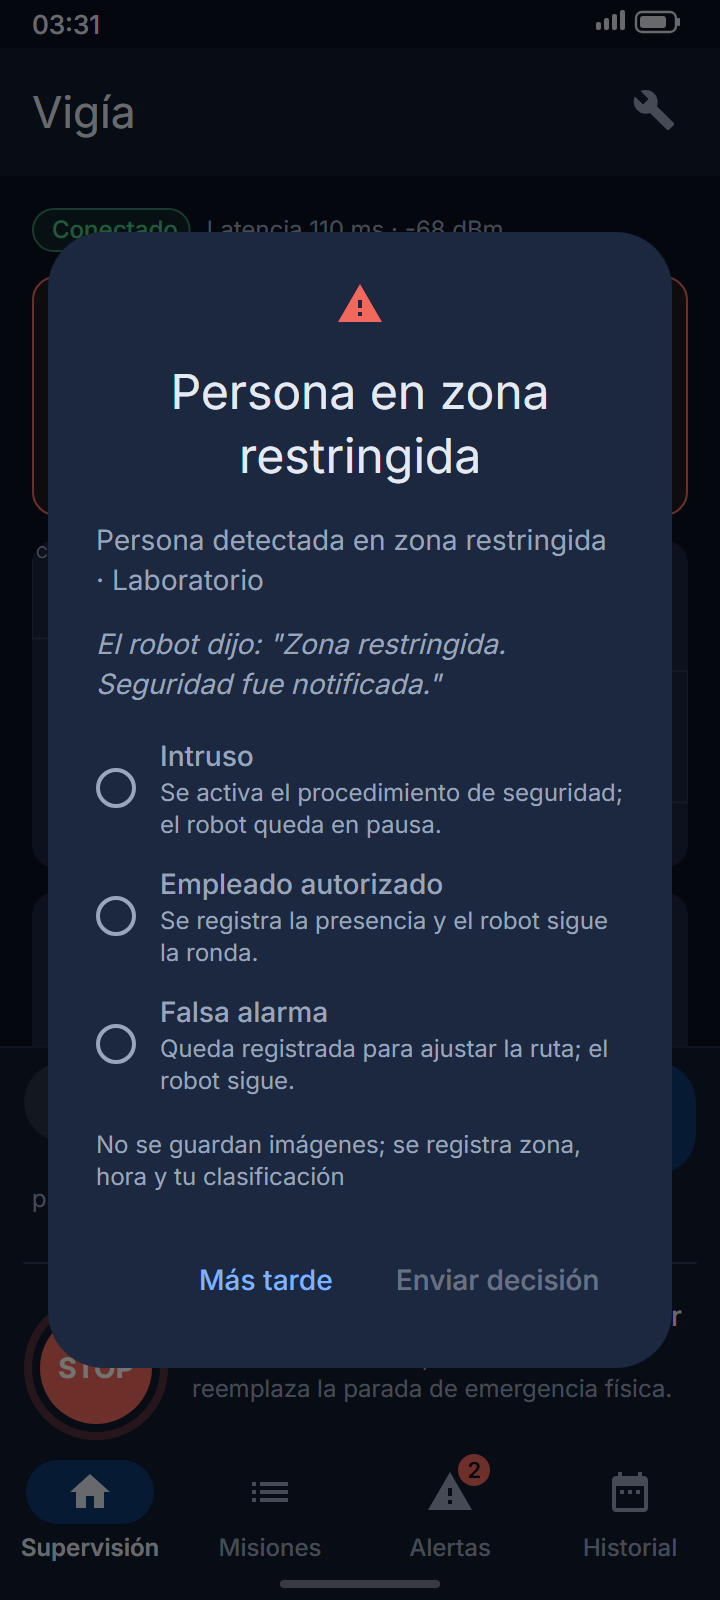 03:31
Vigía
Conectado Latencia 110 ms · -68 dBm
Persona en zona
restringida
Persona detectada en zona restringida
· Laboratorio
El robot dijo: "Zona restringida.
Seguridad fue notificada."
Intruso
Se activa el procedimiento de seguridad;
el robot queda en pausa.
Empleado autorizado
Se registra la presencia y el robot sigue
la ronda.
Falsa alarma
Queda registrada para ajustar la ruta; el
robot sigue.
No se guardan imágenes; se registra zona,
hora y tu clasificación
Más tarde Enviar decisión
STOP
reemplaza la parada de emergencia física.
2
Supervisión Misiones Alertas Historial